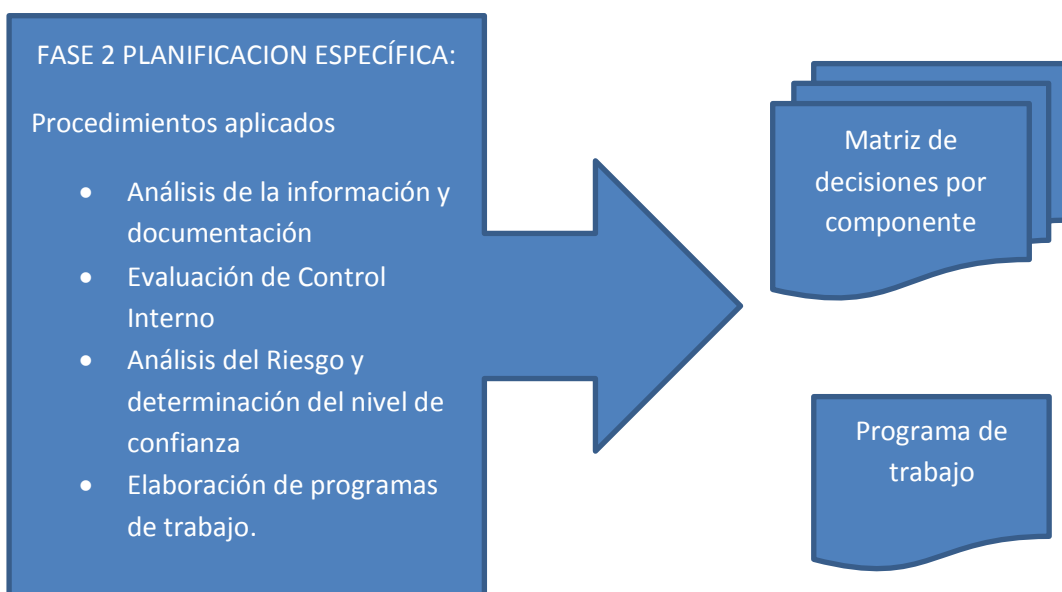 FASE 2 PLANIFICACION ESPECÍFICA:
Procedimientos aplicados
• Análisis de la información y
documentación
• Evaluación de Control
Interno
• Análisis del Riesgo y
determinación del nivel de
confianza
• Elaboración de programas
de trabajo.
Matriz de
decisiones por
componente
Programa de
trabajo